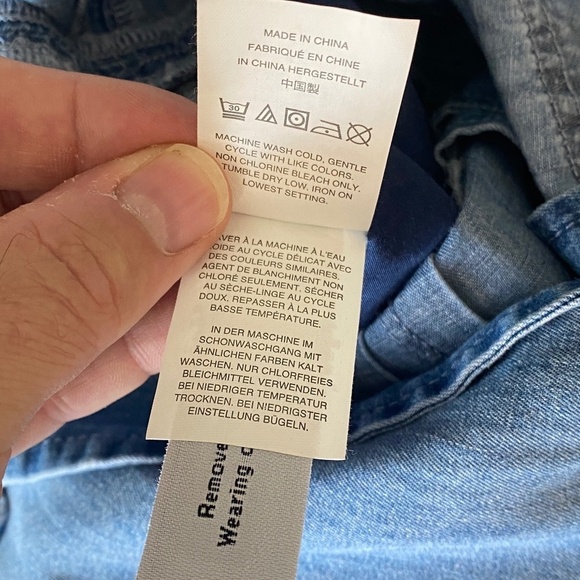 MADE IN CHINA
FABRIQUÉ EN CHINE
IN CHINA HERGESTELLT
中国製
30
MACHINE WASH COLD, GENTLE
CYCLE WITH LIKE COLORS.
NON CHLORINE BLEACH ONLY.
TUMBLE DRY LOW. IRON ON
LOWEST SETTING.
AVER À LA MACHINE À L'EAU
OIDE AU CYCLE DÉLICAT AVEC
DES COULEURS SIMILAIRES.
AGENT DE BLANCHIMENT NON
CHLORÉ SEULEMENT. SÉCHER
AU SÈCHE-LINGE AU CYCLE
DOUX. REPASSER À LA PLUS
BASSE TEMPÉRATURE.
IN DER MASCHINE IM
SCHONWASCHGANG MIT
ÄHNLICHEN FARBEN KALT
WASCHEN. NUR CHLORFREIES
BLEICHMITTEL VERWENDEN.
BEI NIEDRIGER TEMPERATUR
TROCKNEN. BEI NIEDRIGSTER
EINSTELLUNG BÜGELN.
Remove
Wearing o